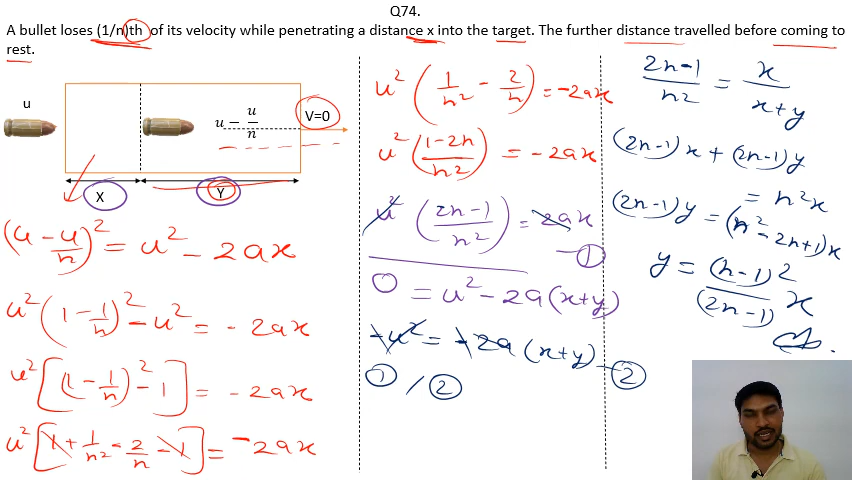 Q74.
A bullet loses (1/n)th of its velocity while penetrating a distance x into the target. The further distance travelled before coming to
rest.
u
u - u/n
V=0
X
Y
(u - u/n)² = u² - 2ax
u²(1 - 1/n)² - u² = - 2ax
u²[(1 - 1/n)² - 1] = - 2ax
u²[1 + 1/n² - 2/n - 1] = - 2ax
u²(1/n² - 2/n) = -2ax
u²((1-2n)/n²) = - 2ax
u²((2n-1)/n²) = 2ax
-①
0 = u² - 2a(x+y)
-u² = -2a(x+y) -②
① / ②
(2n-1)/n² = x/(x+y)
(2n-1)x + (2n-1)y
= n²x
(2n-1)y = (n² - 2n+1)x
y = (n-1)²/(2n-1) x